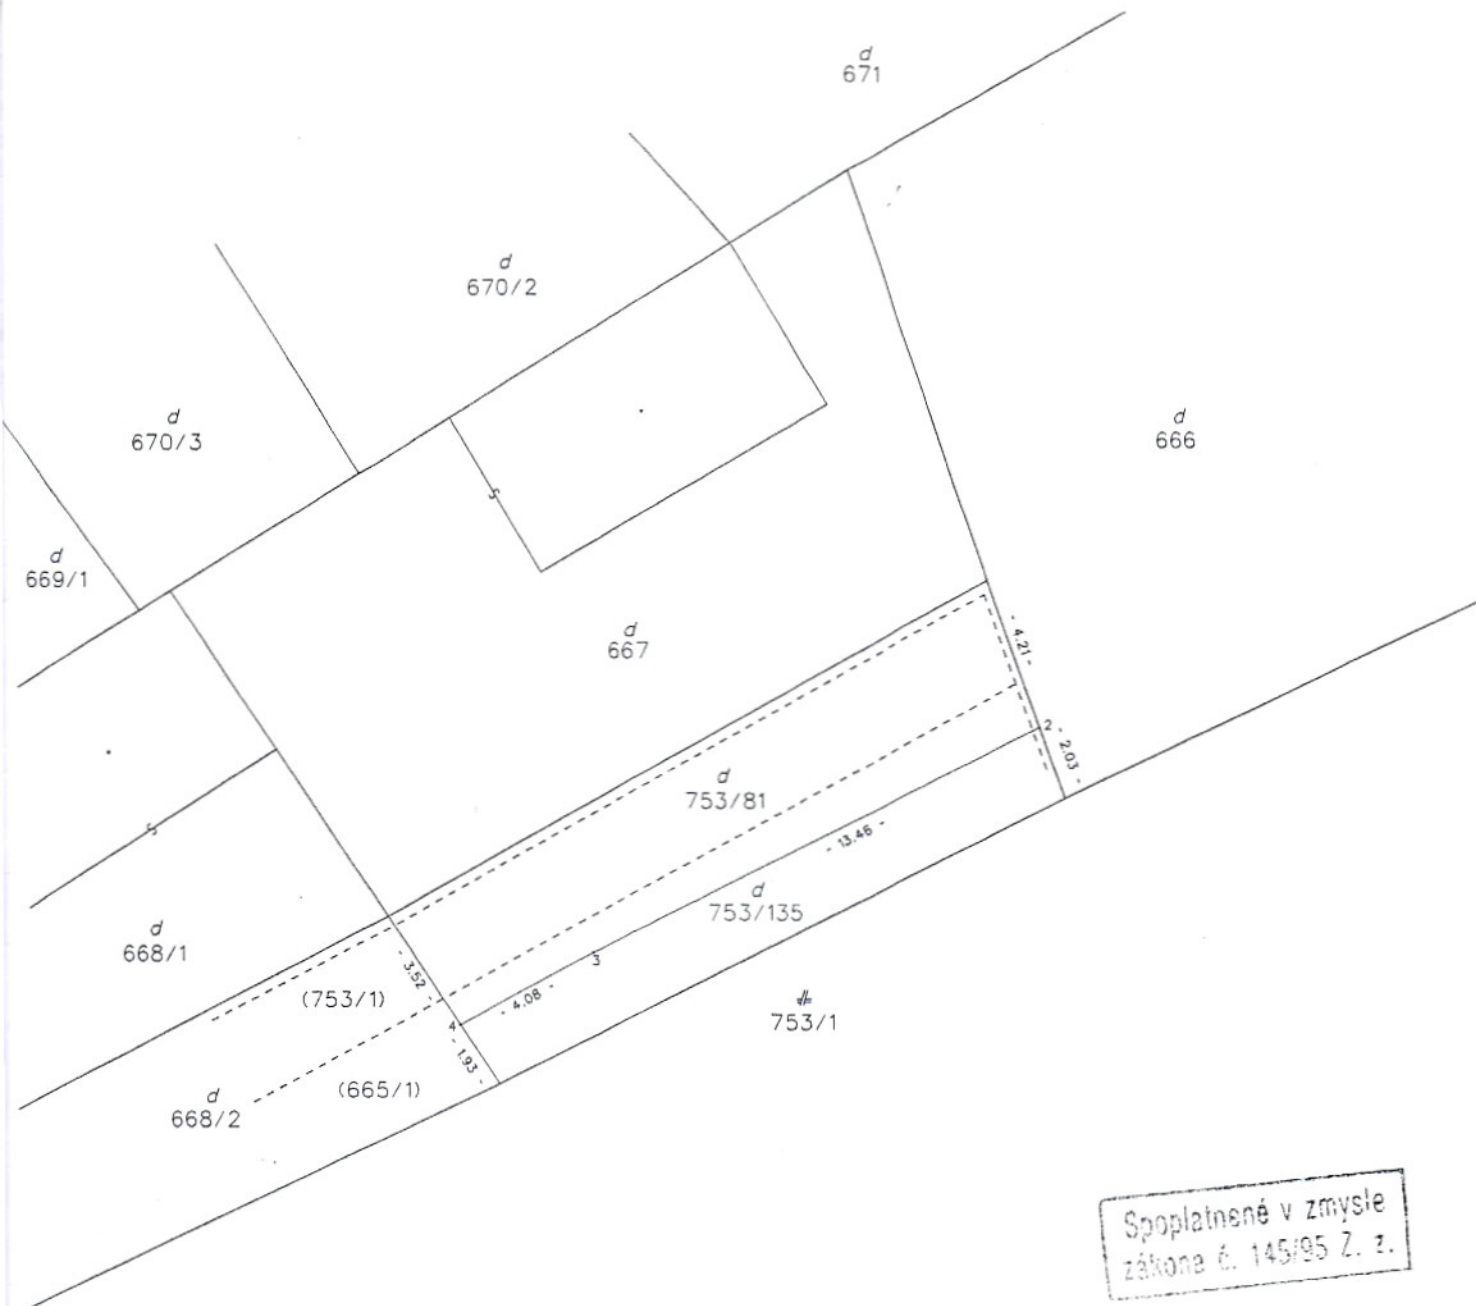 d
671
d
670/2
d
670/3
d
666
d
669/1
d
667
- 4.21 -
2
- 2.03 -
d
753/81
- 13.46 -
d
753/135
d
668/1
3
- 3.52 -
(753/1)
- 4.08 -
4
753/1
- 1.93 -
(665/1)
d
668/2
Spoplatnené v zmysle
zákona č. 145/95 Z. z.